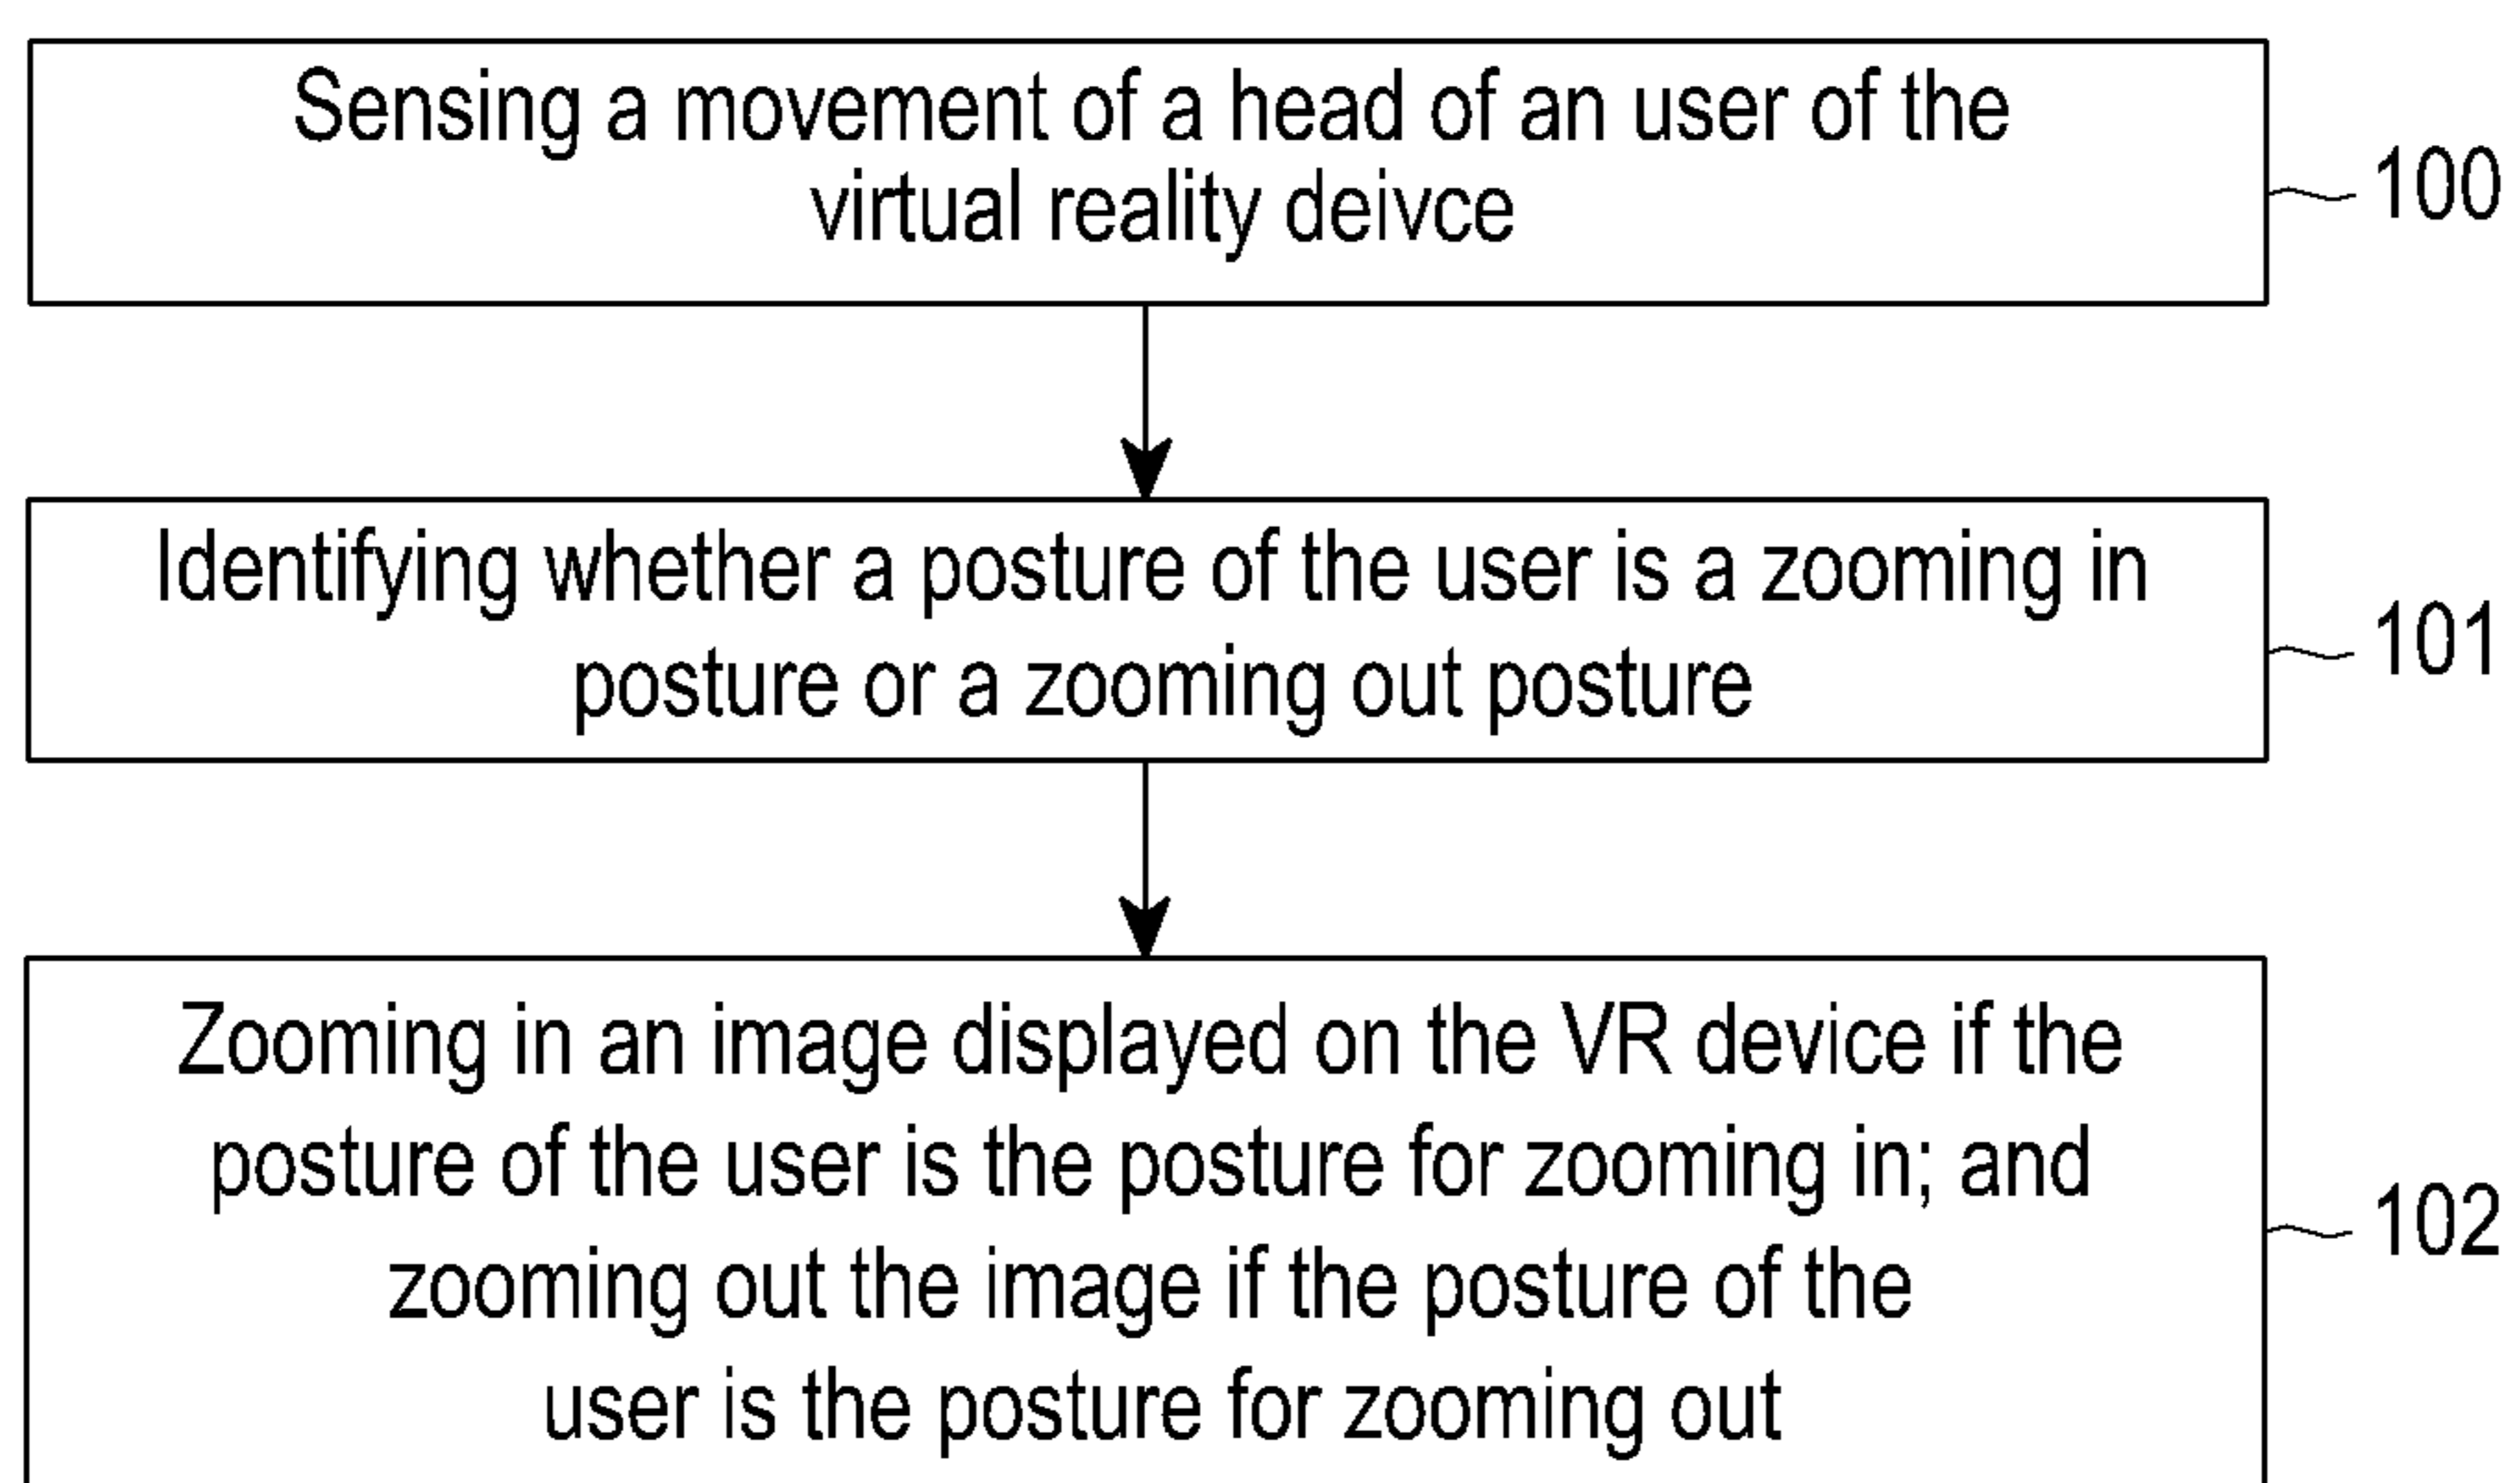 Sensing a movement of a head of an user of the
virtual reality deivce
100
Identifying whether a posture of the user is a zooming in
posture or a zooming out posture
101
Zooming in an image displayed on the VR device if the
posture of the user is the posture for zooming in; and
zooming out the image if the posture of the
user is the posture for zooming out
102